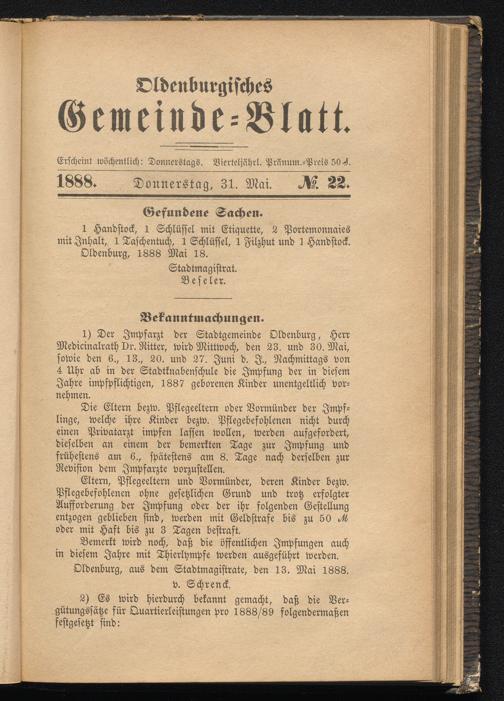 Oldenburgisches
Gemeinde-Blatt.
Erscheint wöchentlich: Donnerstags. Vierteljährl. Pränum.-Preis 50 ₰.
1888. Donnerstag, 31. Mai. №. 22.
Gefundene Sachen.
1 Handstock, 1 Schlüssel mit Etiquette, 2 Portemonnaies
mit Inhalt, 1 Taschentuch, 1 Schlüssel, 1 Filzhut und 1 Handstock.
Oldenburg, 1888 Mai 18.
Stadtmagistrat.
Beseler.
Bekanntmachungen.
1) Der Impfarzt der Stadtgemeinde Oldenburg, Herr
Medicinalrath Dr. Ritter, wird Mittwoch, den 23. und 30. Mai,
sowie den 6., 13., 20. und 27. Juni d. J., Nachmittags von
4 Uhr ab in der Stadtknabenschule die Impfung der in diesem
Jahre impfpflichtigen, 1887 geborenen Kinder unentgeltlich vor-
nehmen.
Die Eltern bezw. Pflegeeltern oder Vormünder der Impf-
linge, welche ihre Kinder bezw. Pflegebefohlenen nicht durch
einen Privatarzt impfen lassen wollen, werden aufgefordert,
dieselben an einem der bemerkten Tage zur Impfung und
frühestens am 6., spätestens am 8. Tage nach derselben zur
Revision dem Impfarzte vorzustellen.
Eltern, Pflegeeltern und Vormünder, deren Kinder bezw.
Pflegebefohlenen ohne gesetzlichen Grund und trotz erfolgter
Aufforderung der Impfung oder der ihr folgenden Gestellung
entzogen geblieben sind, werden mit Geldstrafe bis zu 50 ℳ
oder mit Haft bis zu 3 Tagen bestraft.
Bemerkt wird noch, daß die öffentlichen Impfungen auch
in diesem Jahre mit Thierlympfe werden ausgeführt werden.
Oldenburg, aus dem Stadtmagistrate, den 13. Mai 1888.
v. Schrenck.
2) Es wird hierdurch bekannt gemacht, daß die Ver-
gütungssätze für Quartierleistungen pro 1888/89 folgendermaßen
festgesetzt sind: